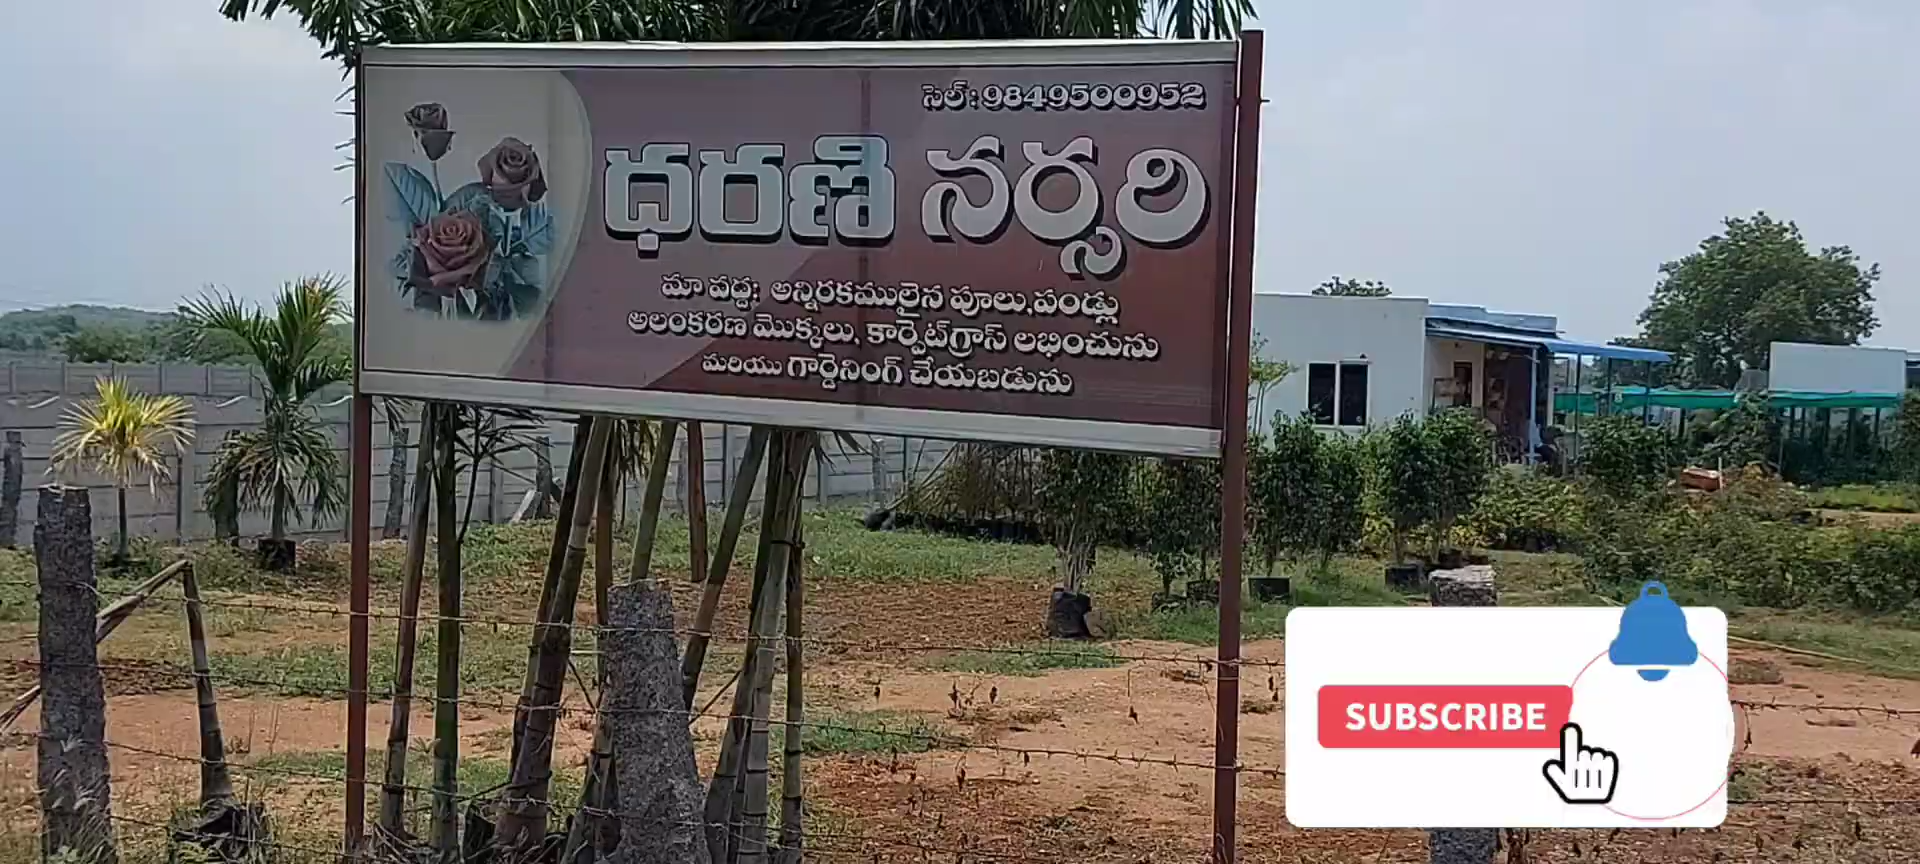 సెల్ : 9849500952
ధరణి నర్సరి
మా వద్ద; అన్నిరకములైన పూలు,పండ్లు
అలంకరణ మొక్కలు, కార్పెట్‌గ్రాస్ లభించును
మరియు గార్డెనింగ్ చేయబడును
SUBSCRIBE